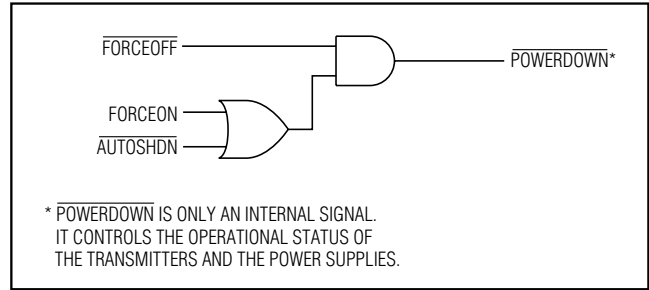 FORCEOFF
POWERDOWN*
FORCEON
AUTOSHDN
* POWERDOWN IS ONLY AN INTERNAL SIGNAL.
IT CONTROLS THE OPERATIONAL STATUS OF
THE TRANSMITTERS AND THE POWER SUPPLIES.